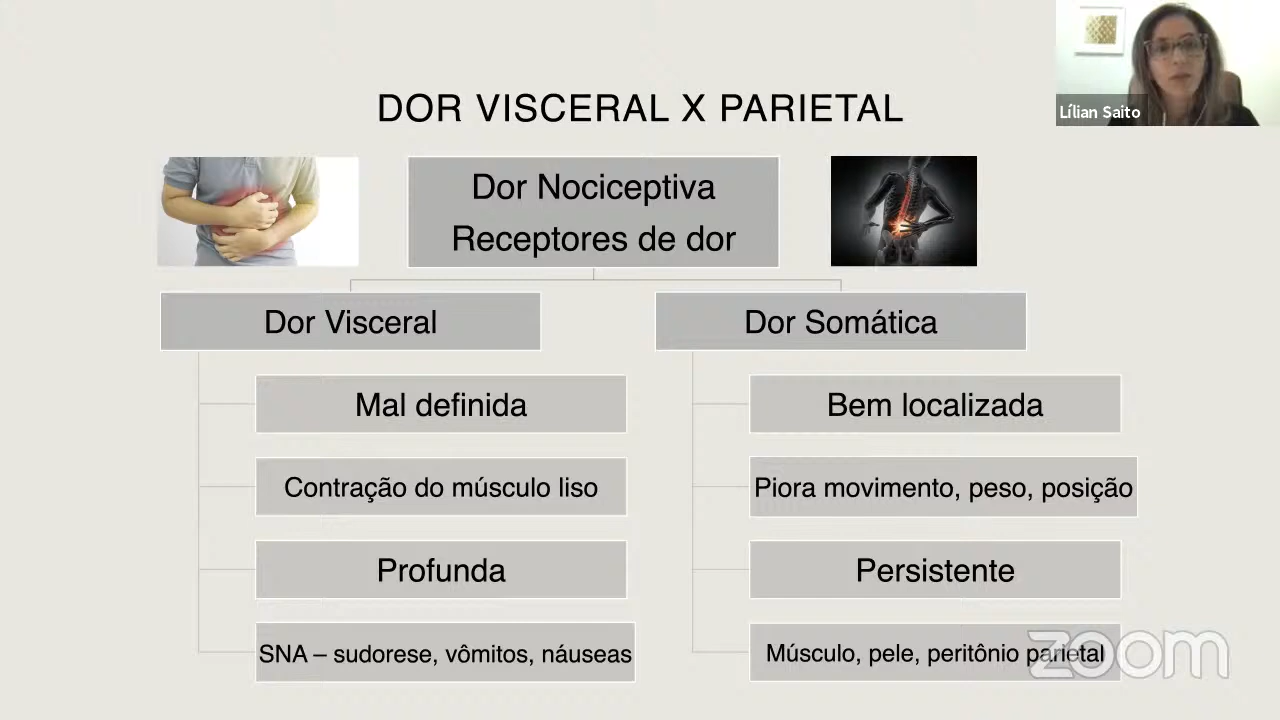 Lílian Saito
DOR VISCERAL X PARIETAL
Dor Nociceptiva
Receptores de dor
Dor Visceral
Mal definida
Contração do músculo liso
Profunda
SNA – sudorese, vômitos, náuseas
Dor Somática
Bem localizada
Piora movimento, peso, posição
Persistente
Músculo, pele, peritônio parietal
zoom